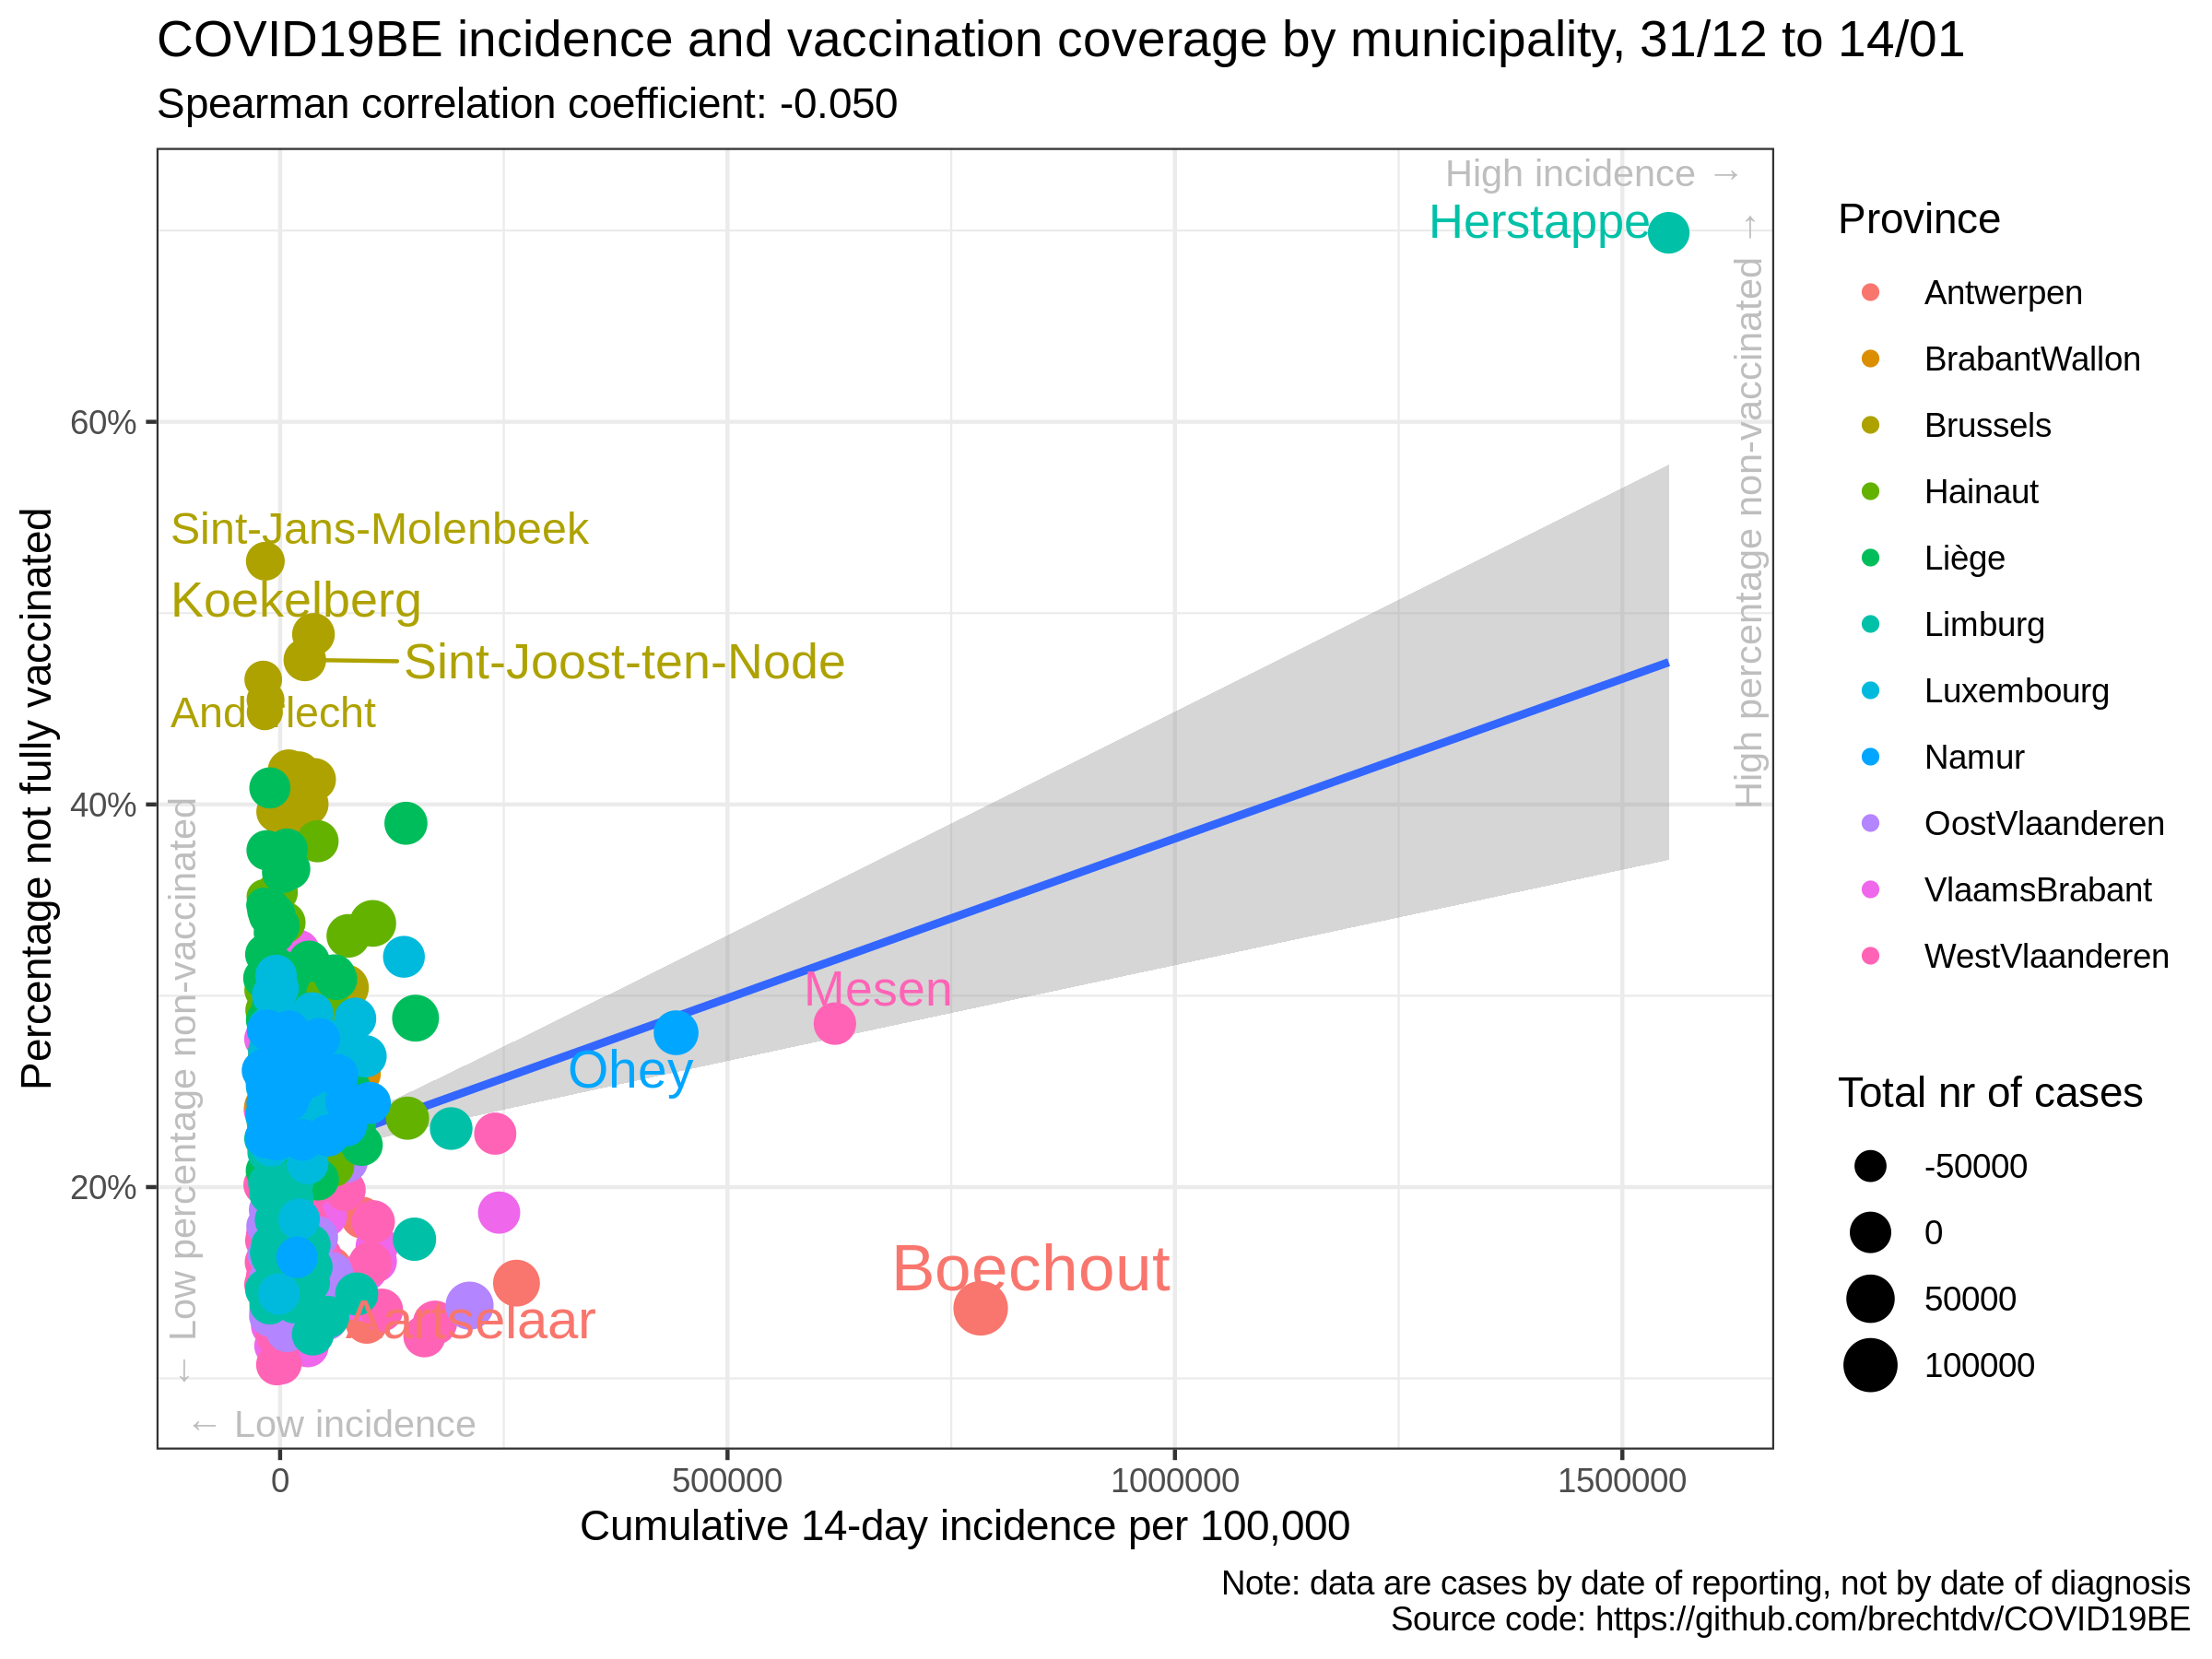 COVID19BE incidence and vaccination coverage by municipality, 31/12 to 14/01
Spearman correlation coefficient: -0.050
High incidence →
Herstappe
High percentage non-vaccinated →
Sint-Jans-Molenbeek
Koekelberg
Sint-Joost-ten-Node
Mesen
Ohey
Boechout
← Low percentage non-vaccinated
← Low incidence
60%
40%
20%
Percentage not fully vaccinated
0
500000
1000000
1500000
Cumulative 14-day incidence per 100,000
Province
Antwerpen
BrabantWallon
Brussels
Hainaut
Liège
Limburg
Luxembourg
Namur
OostVlaanderen
VlaamsBrabant
WestVlaanderen
Total nr of cases
-50000
0
50000
100000
Note: data are cases by date of reporting, not by date of diagnosis
Source code: https://github.com/brechtdv/COVID19BE